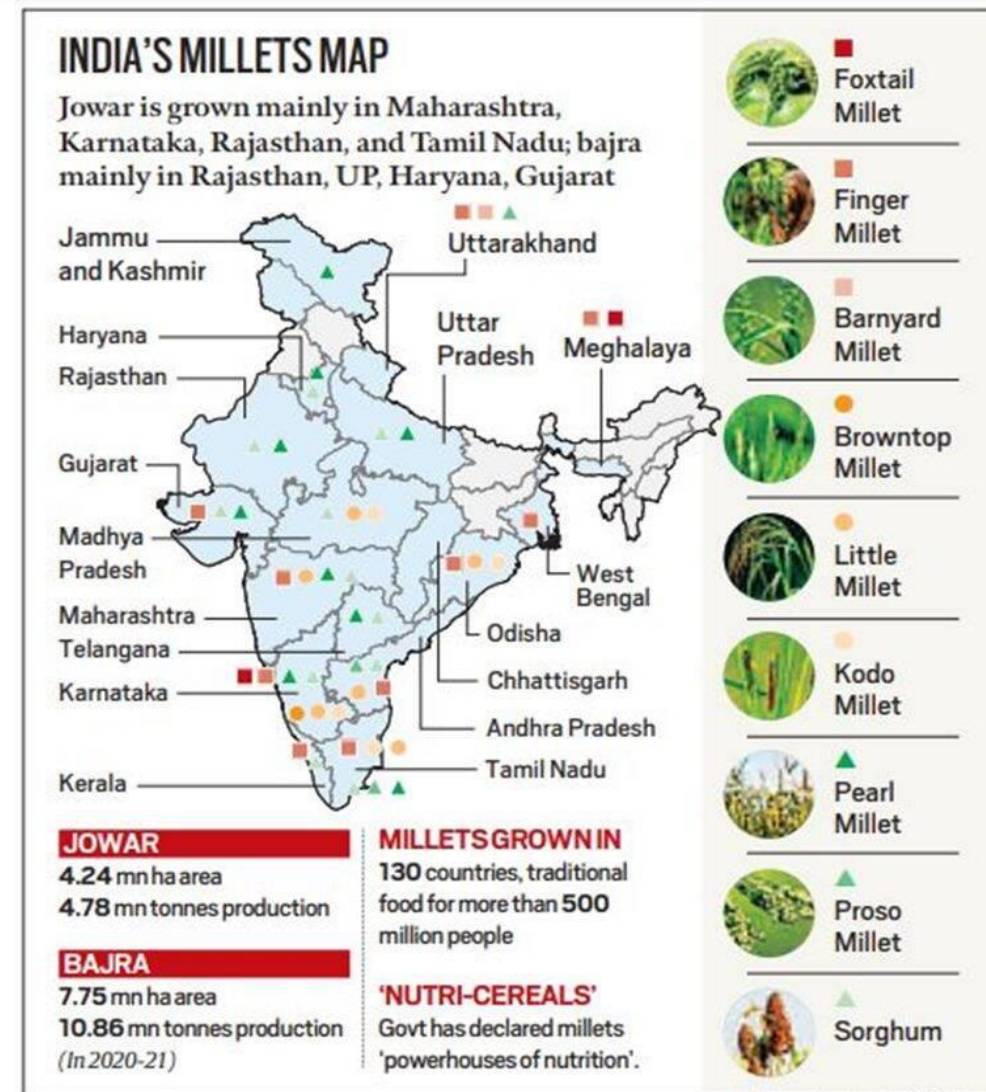 INDIA'S MILLETS MAP
Jowar is grown mainly in Maharashtra,
Karnataka, Rajasthan, and Tamil Nadu; bajra
mainly in Rajasthan, UP, Haryana, Gujarat
Jammu
and Kashmir
Uttarakhand
Haryana
Uttar
Pradesh
Meghalaya
Rajasthan
Gujarat
Madhya
Pradesh
West
Bengal
Maharashtra
Odisha
Telangana
Chhattisgarh
Karnataka
Andhra Pradesh
Tamil Nadu
Kerala
JOWAR
4.24 mn ha area
4.78 mn tonnes production
BAJRA
7.75 mn ha area
10.86 mn tonnes production
(In 2020-21)
MILLETS GROWN IN
130 countries, traditional
food for more than 500
million people
'NUTRI-CEREALS'
Govt has declared millets
'powerhouses of nutrition'.
Foxtail
Millet
Finger
Millet
Barnyard
Millet
Browntop
Millet
Little
Millet
Kodo
Millet
Pearl
Millet
Proso
Millet
Sorghum